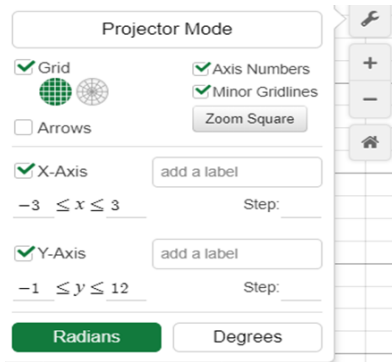 Projector Mode
Grid
Axis Numbers
Minor Gridlines
Arrows
Zoom Square
X-Axis
add a label
−3 ≤ x ≤ 3
Step:
Y-Axis
add a label
−1 ≤ y ≤ 12
Step:
Radians
Degrees
+
−